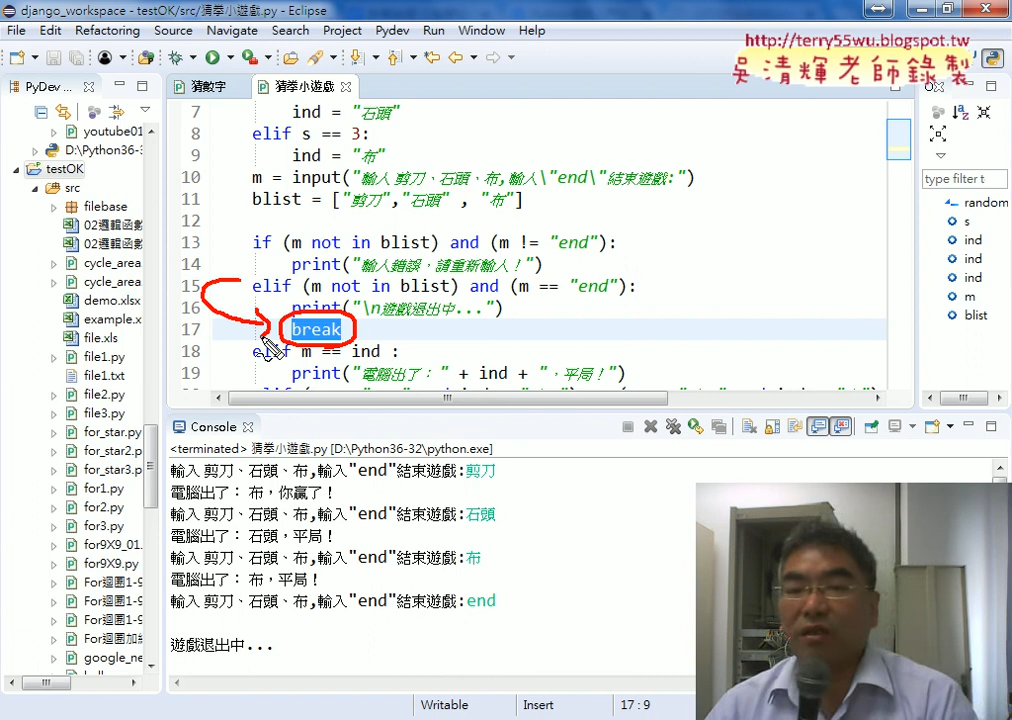 django_workspace - testOK/src/猜拳小遊戲.py - Eclipse
File Edit Refactoring Source Navigate Search Project Pydev Run Window Help
http://terry55wu.blogspot.tw
吳清輝老師錄製
PyDev ...
猜數字
猜拳小遊戲
youtube01
D:\Python36-3
testOK
src
filebase
02邏輯函數
02邏輯函數
cycle_area
cycle_area
demo.xlsx
example.x
file.xls
file1.py
file1.txt
file2.py
file3.py
for_star.py
for_star2.p
for_star3.p
for1.py
for2.py
for3.py
for9X9_01.
for9X9.py
For迴圈1-9
For迴圈1-9
For迴圈加總
google_ne
7 ind = "石頭"
8 elif s == 3:
9 ind = "布"
10 m = input("輸入 剪刀、石頭、布,輸入\"end\"結束遊戲:")
11 blist = ["剪刀","石頭" , "布"]
12
13 if (m not in blist) and (m != "end"):
14 print("輸入錯誤，請重新輸入！")
15 elif (m not in blist) and (m == "end"):
16 print("\n遊戲退出中...")
17 break
18 elif m == ind :
19 print("電腦出了：" + ind + "，平局！")
type filter t
random
s
ind
ind
ind
m
blist
Console
<terminated> 猜拳小遊戲.py [D:\Python36-32\python.exe]
輸入 剪刀、石頭、布,輸入"end"結束遊戲:剪刀
電腦出了： 布，你贏了！
輸入 剪刀、石頭、布,輸入"end"結束遊戲:石頭
電腦出了： 石頭，平局！
輸入 剪刀、石頭、布,輸入"end"結束遊戲:布
電腦出了： 布，平局！
輸入 剪刀、石頭、布,輸入"end"結束遊戲:end
遊戲退出中...
Writable Insert 17:9